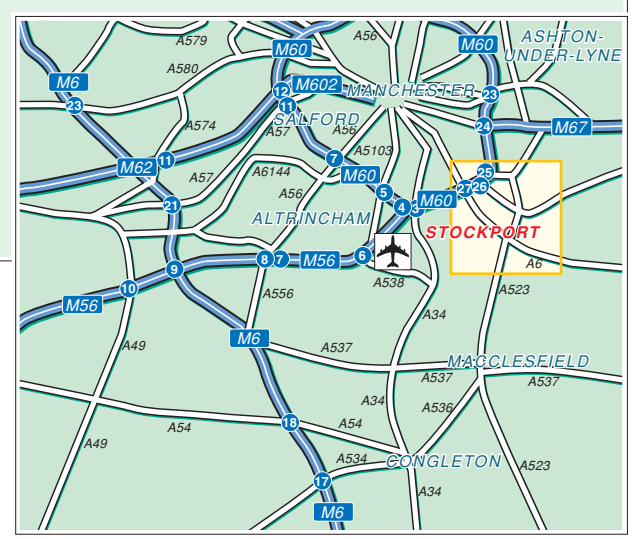 A579
M60
A56
M60
ASHTON-
UNDER-LYNE
M6
A580
M602
MANCHESTER
12
23
23
11
SALFORD
A574
A57
A56
24
M67
A5103
M62
11
7
M60
25
A57
A6144
A56
5
27
26
M60
21
4
3
ALTRINCHAM
STOCKPORT
9
8
7
M56
6
A6
A538
10
A556
A523
M56
A34
A49
M6
A537
MACCLESFIELD
A537
A537
A34
A536
A54
18
A54
A49
A534
CONGLETON
A523
17
A34
M6